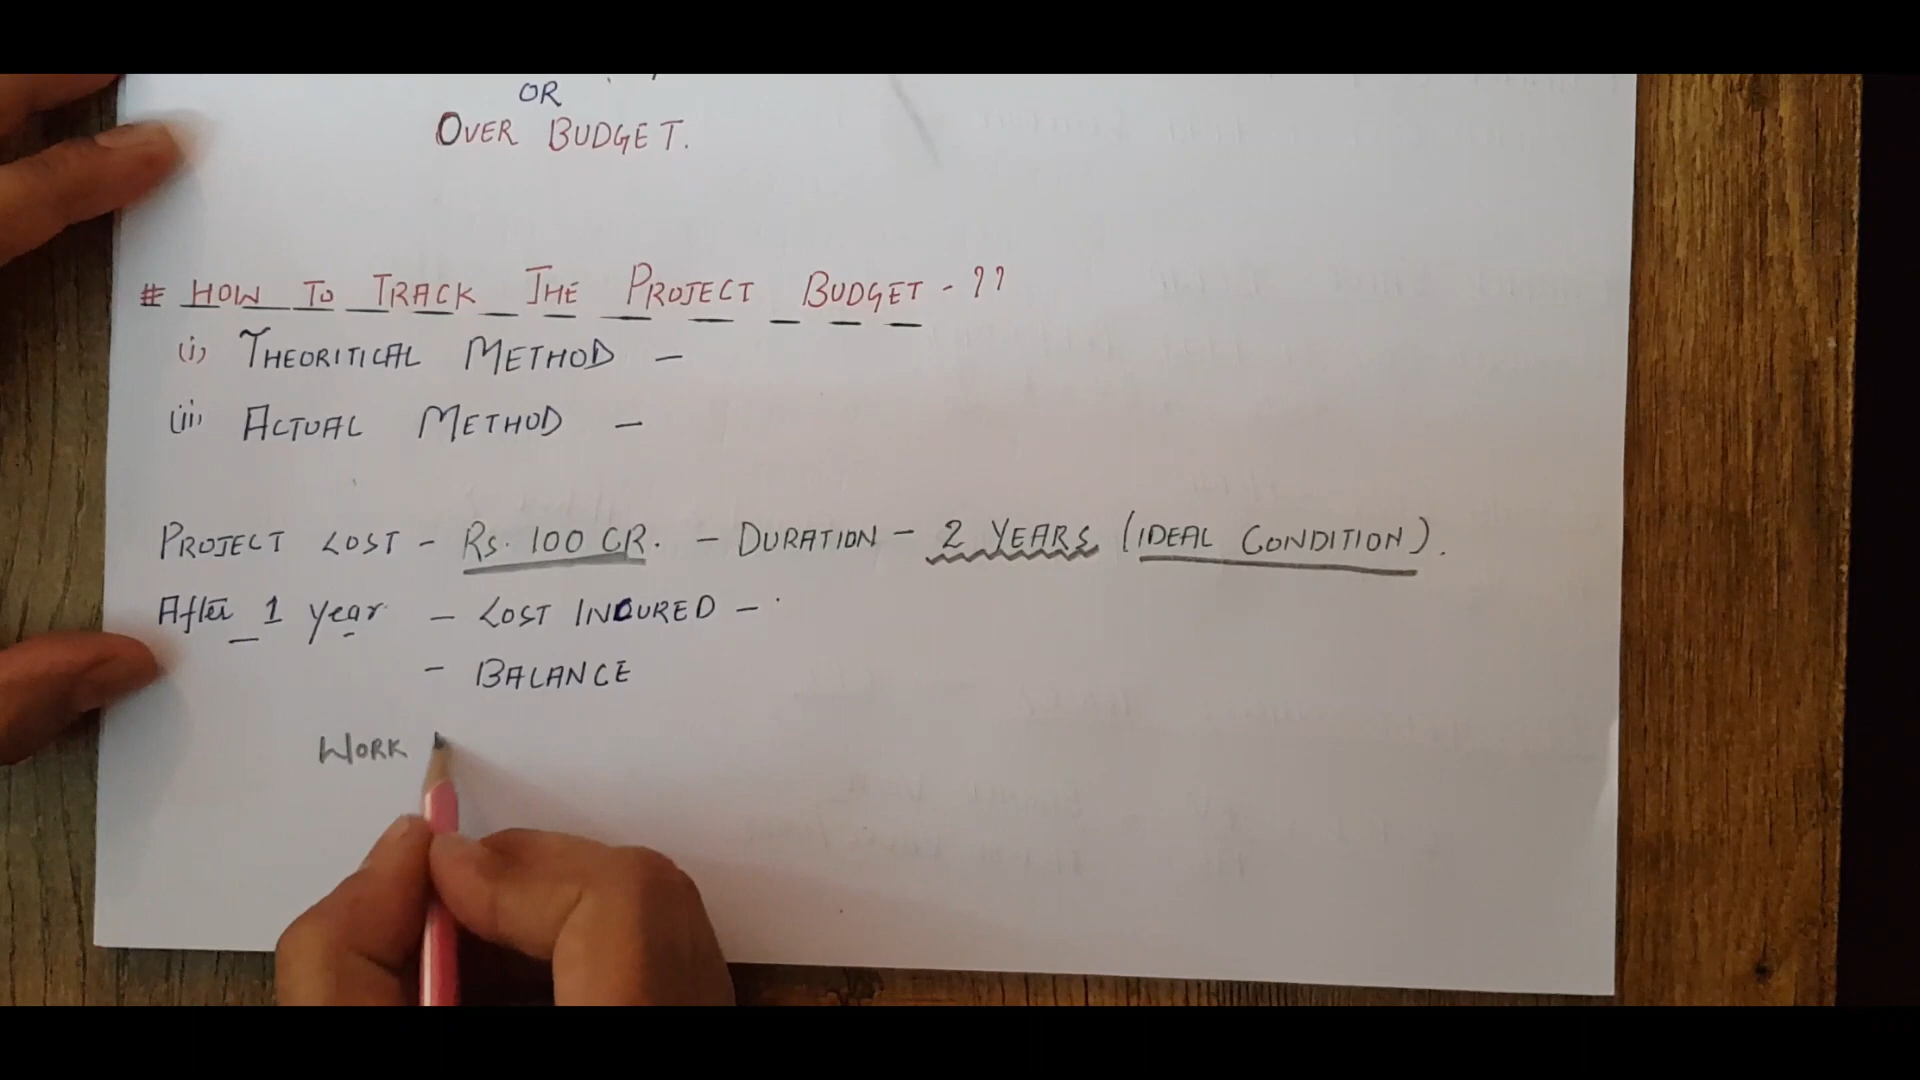 OR
OVER BUDGET.
# HOW TO TRACK THE PROJECT BUDGET - ??
(i) THEORITICAL METHOD -
(ii) ACTUAL METHOD -
PROJECT COST - Rs. 100 CR. - DURATION - 2 YEARS (IDEAL CONDITION).
After 1 year - COST INCURED -
- BALANCE
WORK